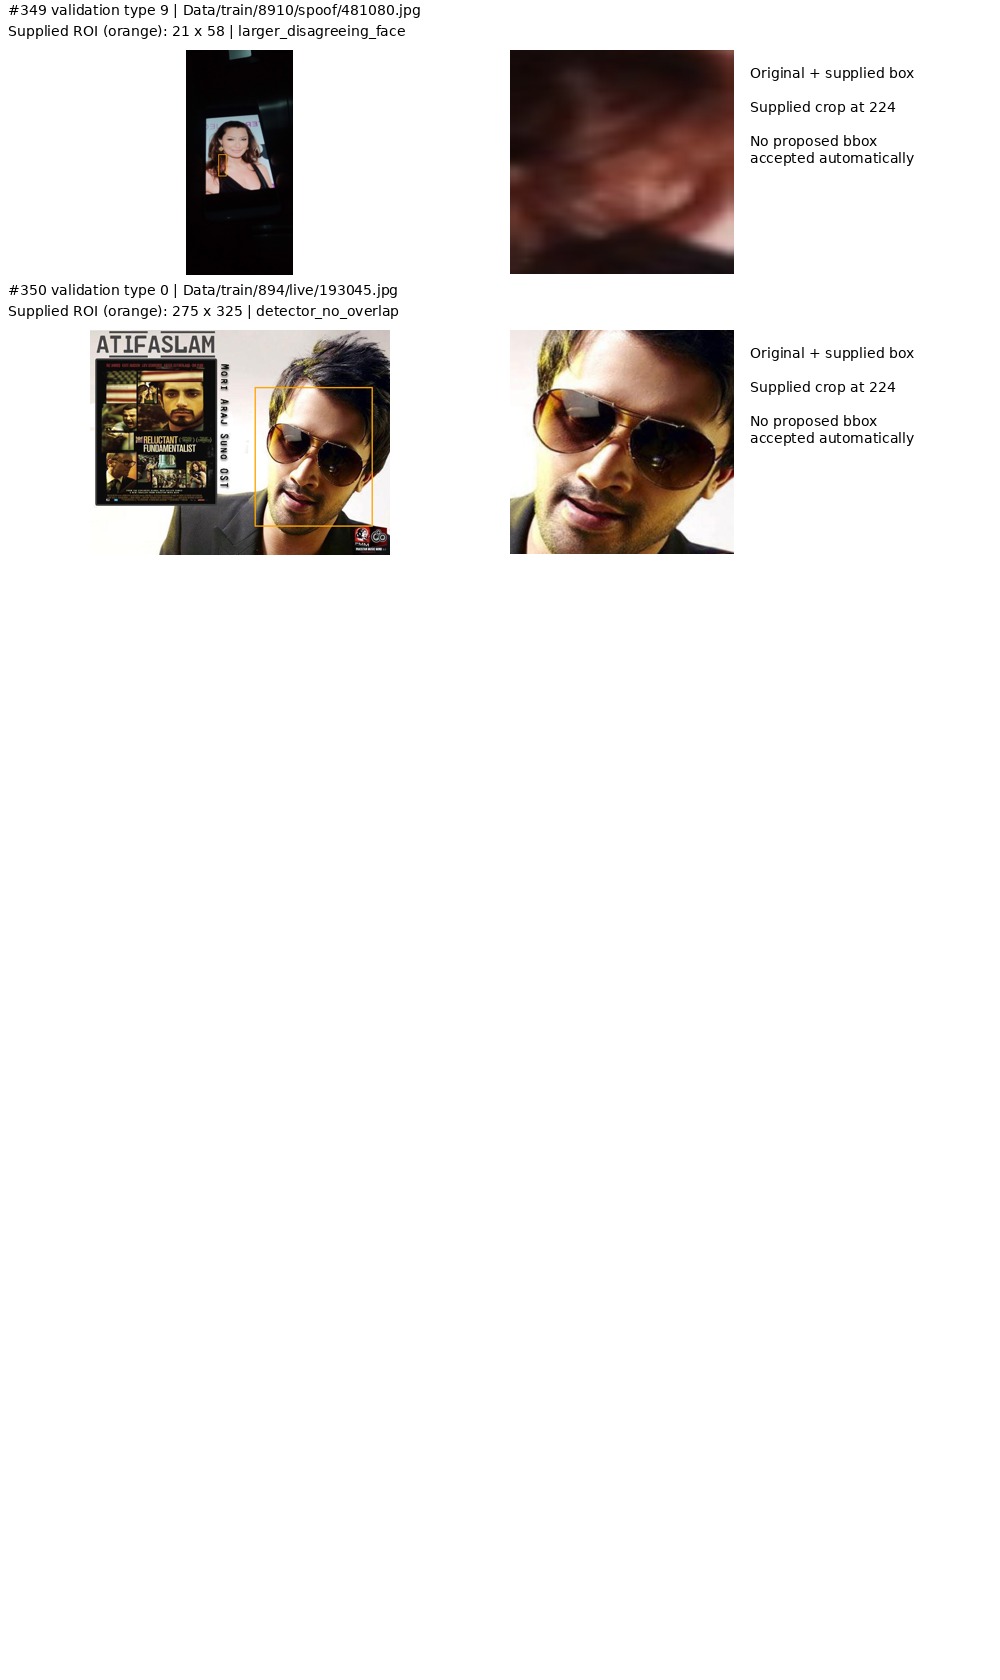 #349 validation type 9 | Data/train/8910/spoof/481080.jpg
Supplied ROI (orange): 21 x 58 | larger_disagreeing_face
Original + supplied box
Supplied crop at 224
No proposed bbox
accepted automatically
#350 validation type 0 | Data/train/894/live/193045.jpg
Supplied ROI (orange): 275 x 325 | detector_no_overlap
ATIFASLAM
MORI ARAJ SUNO OST
THE RELUCTANT
FUNDAMENTALIST
Original + supplied box
Supplied crop at 224
No proposed bbox
accepted automatically